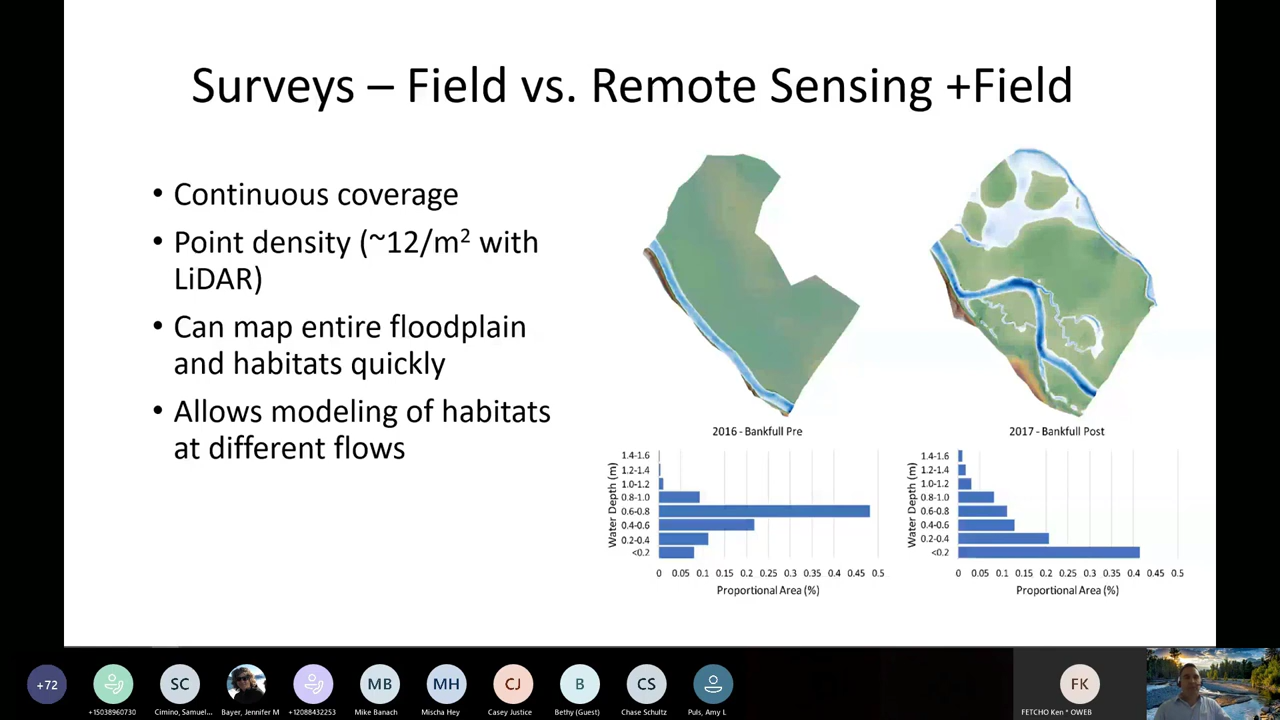 Surveys – Field vs. Remote Sensing +Field
• Continuous coverage
• Point density (~12/m² with
LiDAR)
• Can map entire floodplain
and habitats quickly
• Allows modeling of habitats
at different flows
2016 - Bankfull Pre
2017 - Bankfull Post
Water Depth (m)
1.4-1.6
1.2-1.4
1.0-1.2
0.8-1.0
0.6-0.8
0.4-0.6
0.2-0.4
<0.2
0 0.05 0.1 0.15 0.2 0.25 0.3 0.35 0.4 0.45 0.5
Proportional Area (%)
Water Depth (m)
1.4-1.6
1.2-1.4
1.0-1.2
0.8-1.0
0.6-0.8
0.4-0.6
0.2-0.4
<0.2
0 0.05 0.1 0.15 0.2 0.25 0.3 0.35 0.4 0.45 0.5
Proportional Area (%)
+72
SC
MB
MH
CJ
B
CS
FK
+15038960730
Cimino, Samuel...
Bayer, Jennifer M
+12088432253
Mike Banach
Mischa Hey
Casey Justice
Bethy (Guest)
Chase Schultz
Puls, Amy L
FETCHO Ken * OWEB